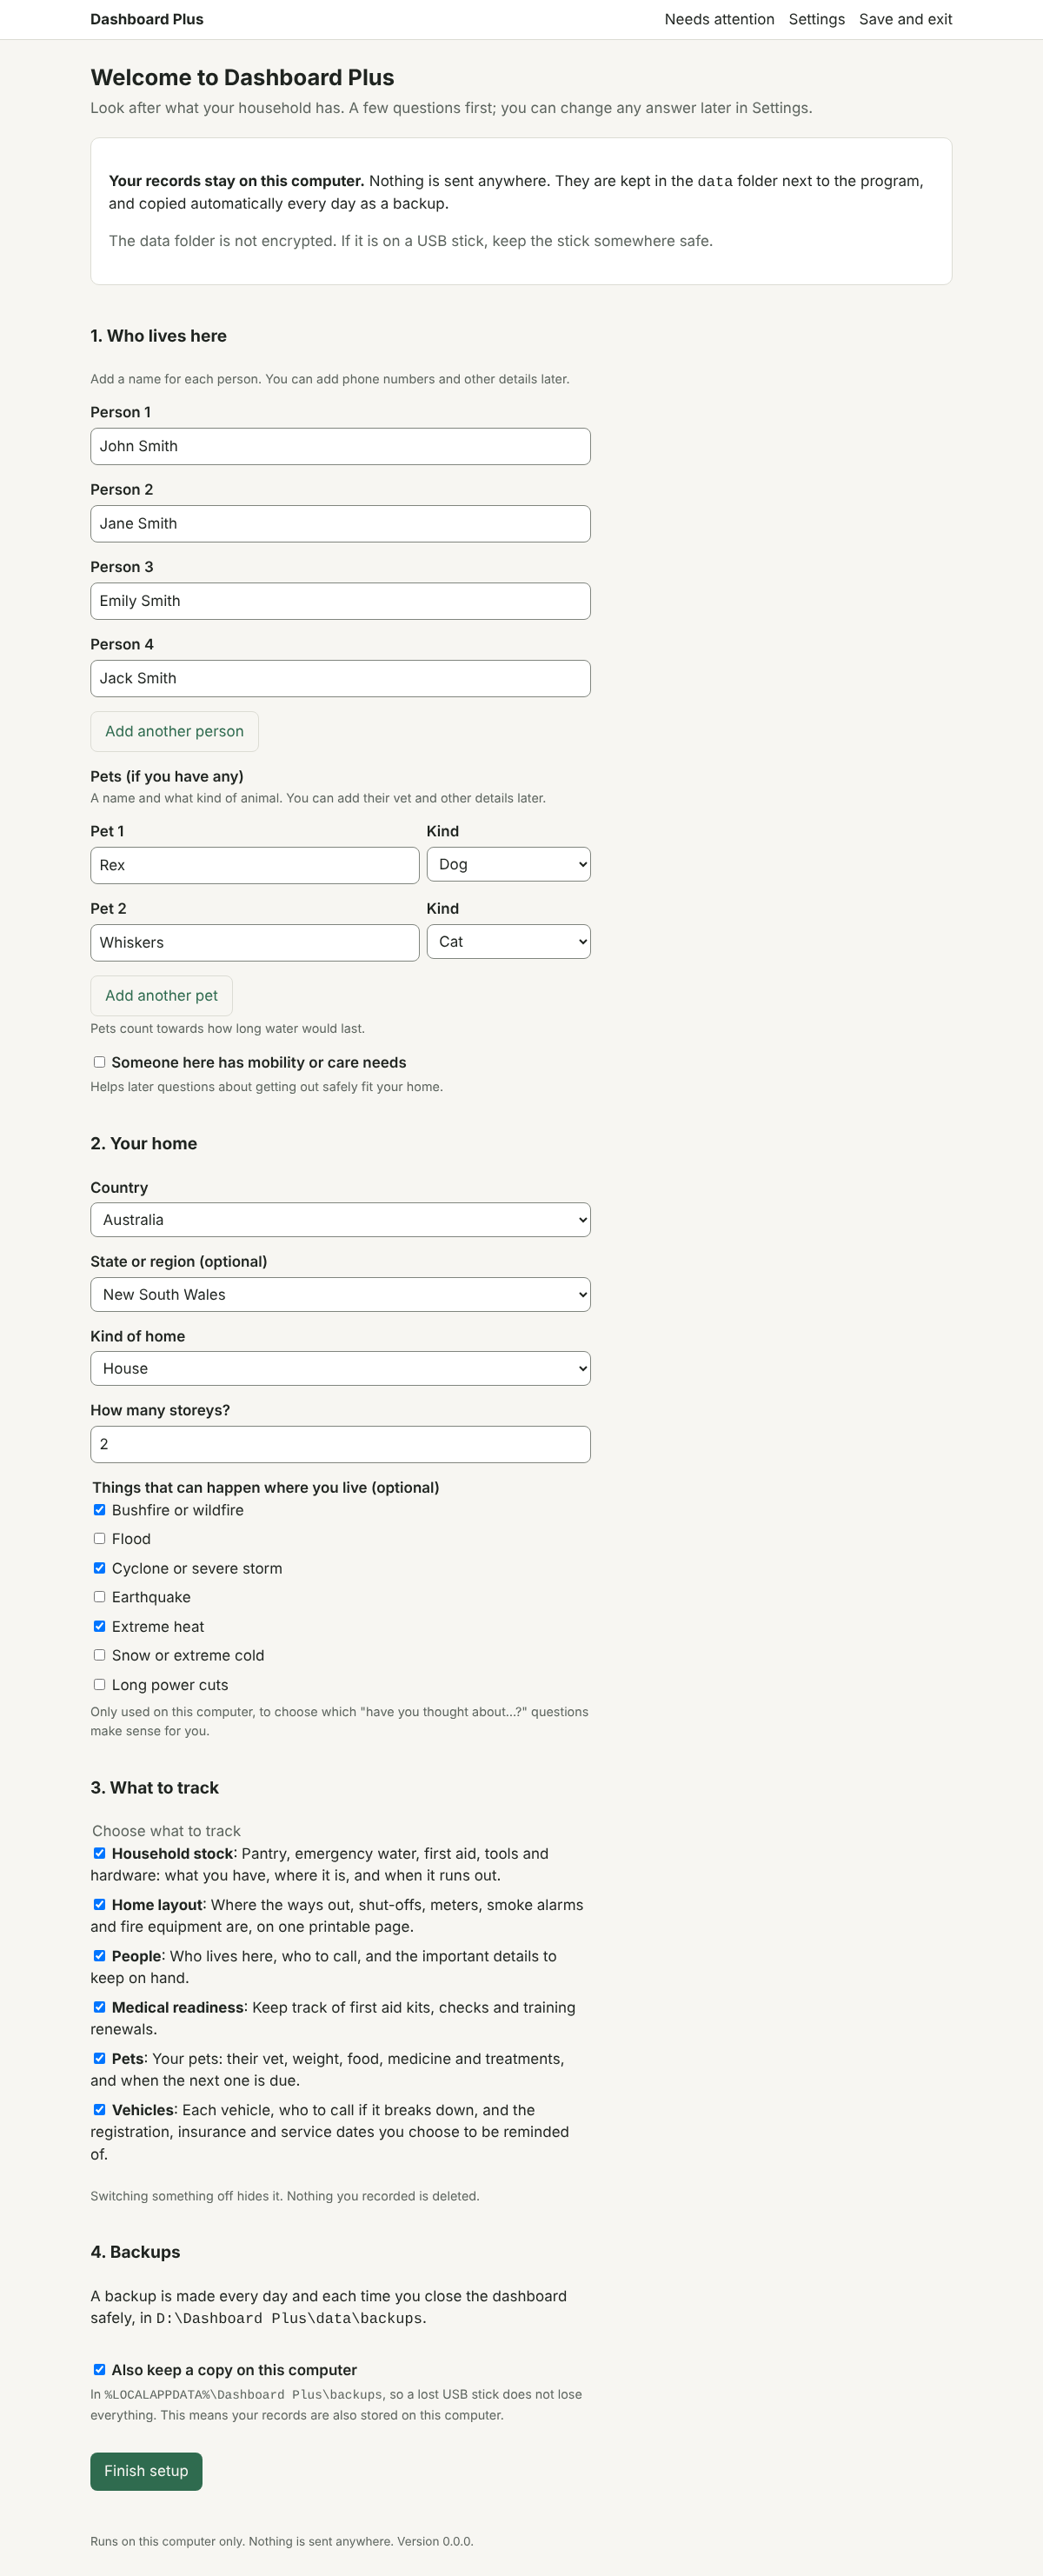 Dashboard Plus
Needs attention Settings Save and exit
Welcome to Dashboard Plus
Look after what your household has. A few questions first; you can change any answer later in Settings.
Your records stay on this computer. Nothing is sent anywhere. They are kept in the data folder next to the program,
and copied automatically every day as a backup.
The data folder is not encrypted. If it is on a USB stick, keep the stick somewhere safe.
1. Who lives here
Add a name for each person. You can add phone numbers and other details later.
Person 1
John Smith
Person 2
Jane Smith
Person 3
Emily Smith
Person 4
Jack Smith
Add another person
Pets (if you have any)
A name and what kind of animal. You can add their vet and other details later.
Pet 1 Kind
Rex Dog
Pet 2 Kind
Whiskers Cat
Add another pet
Pets count towards how long water would last.
Someone here has mobility or care needs
Helps later questions about getting out safely fit your home.
2. Your home
Country
Australia
State or region (optional)
New South Wales
Kind of home
House
How many storeys?
2
Things that can happen where you live (optional)
Bushfire or wildfire
Flood
Cyclone or severe storm
Earthquake
Extreme heat
Snow or extreme cold
Long power cuts
Only used on this computer, to choose which "have you thought about...?" questions
make sense for you.
3. What to track
Choose what to track
Household stock: Pantry, emergency water, first aid, tools and
hardware: what you have, where it is, and when it runs out.
Home layout: Where the ways out, shut-offs, meters, smoke alarms
and fire equipment are, on one printable page.
People: Who lives here, who to call, and the important details to
keep on hand.
Medical readiness: Keep track of first aid kits, checks and training
renewals.
Pets: Your pets: their vet, weight, food, medicine and treatments,
and when the next one is due.
Vehicles: Each vehicle, who to call if it breaks down, and the
registration, insurance and service dates you choose to be reminded
of.
Switching something off hides it. Nothing you recorded is deleted.
4. Backups
A backup is made every day and each time you close the dashboard
safely, in D:\Dashboard Plus\data\backups.
Also keep a copy on this computer
In %LOCALAPPDATA%\Dashboard Plus\backups, so a lost USB stick does not lose
everything. This means your records are also stored on this computer.
Finish setup
Runs on this computer only. Nothing is sent anywhere. Version 0.0.0.